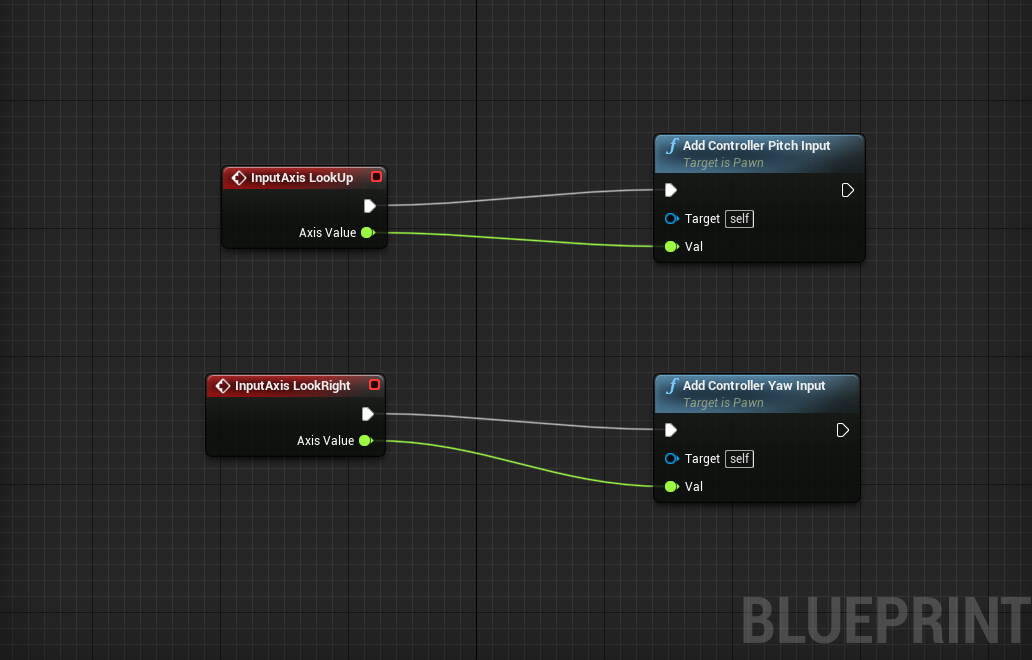 InputAxis LookUp
Axis Value
f Add Controller Pitch Input
Target is Pawn
Target self
Val
InputAxis LookRight
Axis Value
f Add Controller Yaw Input
Target is Pawn
Target self
Val
BLUEPRINT